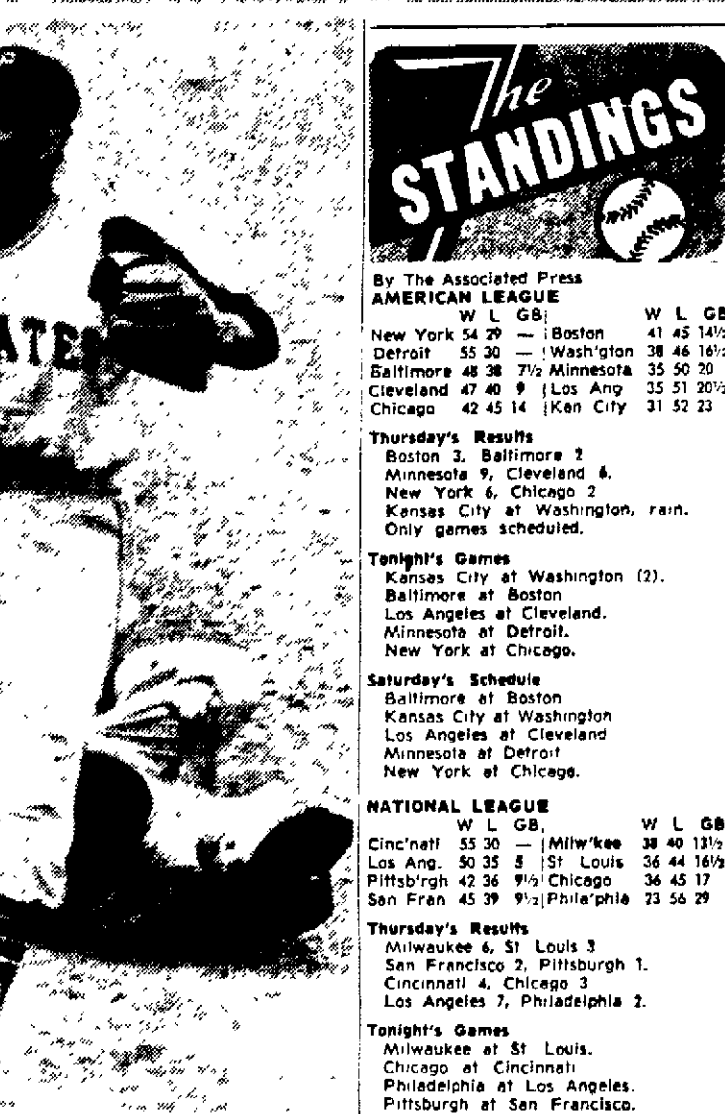 ATES
The
STANDINGS
By The Associated Press
AMERICAN LEAGUE
W L GB W L GB
New York 54 29 — Boston 41 45 14½
Detroit 55 30 — Wash'gton 38 46 16½
Baltimore 48 38 7½ Minnesota 35 50 20
Cleveland 47 40 9 Los Ang 35 51 20½
Chicago 42 45 14 Kan City 31 52 23
Thursday's Results
Boston 3, Baltimore 2
Minnesota 9, Cleveland 6.
New York 6, Chicago 2
Kansas City at Washington, rain.
Only games scheduled.
Tonight's Games
Kansas City at Washington (2).
Baltimore at Boston
Los Angeles at Cleveland.
Minnesota at Detroit.
New York at Chicago.
Saturday's Schedule
Baltimore at Boston
Kansas City at Washington
Los Angeles at Cleveland
Minnesota at Detroit
New York at Chicago.
NATIONAL LEAGUE
W L GB W L GB
Cinc'nati 55 30 — Milw'kee 38 40 13½
Los Ang. 50 35 5 St Louis 36 44 16½
Pittsb'rgh 42 36 9½ Chicago 36 45 17
San Fran 45 39 9½ Phila'phia 23 56 29
Thursday's Results
Milwaukee 6, St Louis 3
San Francisco 2, Pittsburgh 1.
Cincinnati 4, Chicago 3
Los Angeles 7, Philadelphia 2.
Tonight's Games
Milwaukee at St Louis.
Chicago at Cincinnati
Philadelphia at Los Angeles.
Pittsburgh at San Francisco.